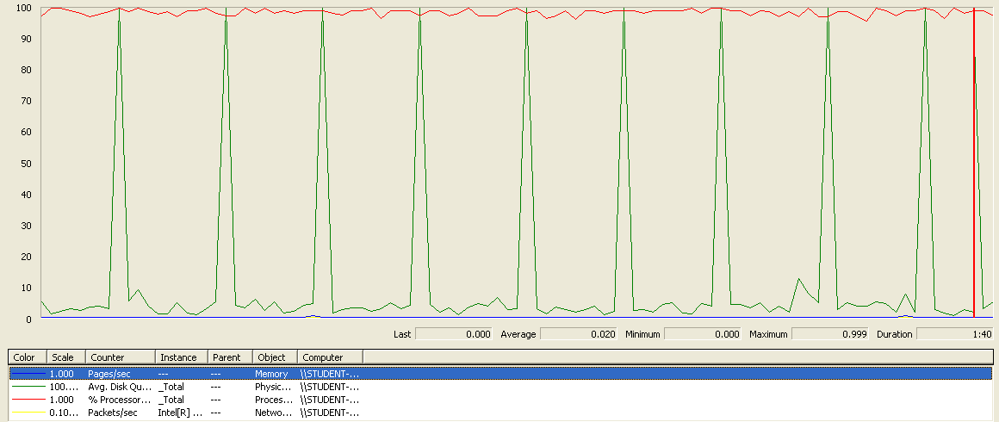 100
90
80
70
60
50
40
30
20
10
0
Last 0.000 Average 0.020 Minimum 0.000 Maximum 0.999 Duration 1:40
Color Scale Counter Instance Parent Object Computer
1.000 Pages/sec --- --- Memory \\STUDENT-...
100.... Avg. Disk Qu... _Total --- Physic... \\STUDENT-...
1.000 % Processor... _Total --- Proces... \\STUDENT-...
0.10... Packets/sec Intel[R] ... --- Netwo... \\STUDENT-...